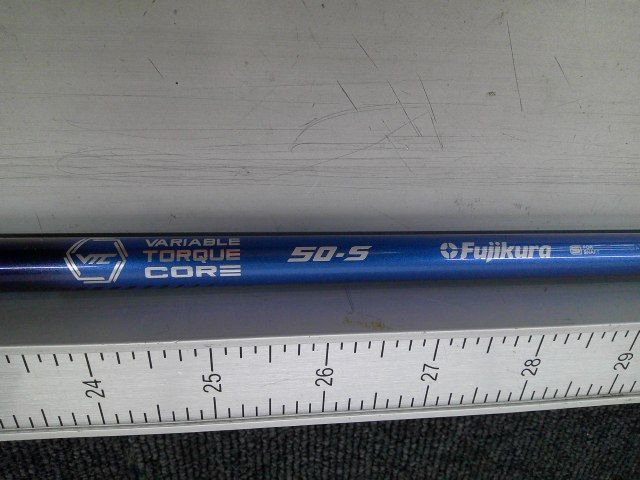 VTC
VARIABLE
TORQUE
CORE
50-S
Fujikura
24 25 26 27 28 29